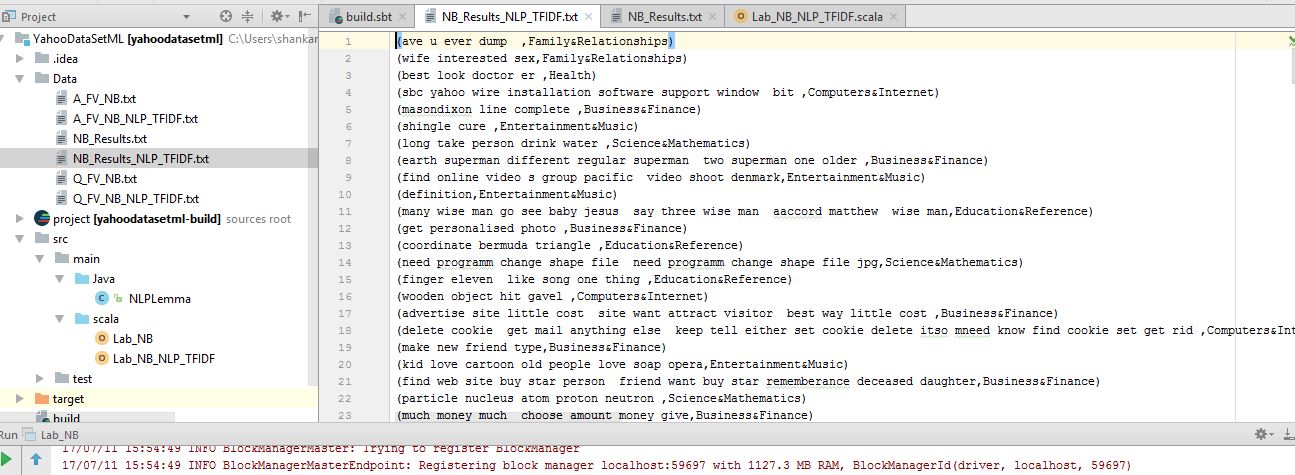 Project
build.sbt
NB_Results_NLP_TFIDF.txt
NB_Results.txt
Lab_NB_NLP_TFIDF.scala
YahooDataSetML [yahoodatasetml] C:\Users\shankar
.idea
Data
A_FV_NB.txt
A_FV_NB_NLP_TFIDF.txt
NB_Results.txt
NB_Results_NLP_TFIDF.txt
Q_FV_NB.txt
Q_FV_NB_NLP_TFIDF.txt
project [yahoodatasetml-build] sources root
src
main
Java
NLPLemma
scala
Lab_NB
Lab_NB_NLP_TFIDF
test
target
build
1 (ave u ever dump  ,Family&Relationships)
2 (wife interested sex,Family&Relationships)
3 (best look doctor er ,Health)
4 (sbc yahoo wire installation software support window  bit ,Computers&Internet)
5 (masondixon line complete ,Business&Finance)
6 (shingle cure ,Entertainment&Music)
7 (long take person drink water ,Science&Mathematics)
8 (earth superman different regular superman  two superman one older ,Business&Finance)
9 (find online video s group pacific  video shoot denmark,Entertainment&Music)
10 (definition,Entertainment&Music)
11 (many wise man go see baby jesus  say three wise man  aaccord matthew  wise man,Education&Reference)
12 (get personalised photo ,Business&Finance)
13 (coordinate bermuda triangle ,Education&Reference)
14 (need programm change shape file  need programm change shape file jpg,Science&Mathematics)
15 (finger eleven  like song one thing ,Education&Reference)
16 (wooden object hit gavel ,Computers&Internet)
17 (advertise site little cost  site want attract visitor  best way little cost ,Business&Finance)
18 (delete cookie  get mail anything else  keep tell either set cookie delete itso mneed know find cookie set get rid ,Computers&Int
19 (make new friend type,Business&Finance)
20 (kid love cartoon old people love soap opera,Entertainment&Music)
21 (find web site buy star person  friend want buy star rememberance deceased daughter,Business&Finance)
22 (particle nucleus atom proton neutron ,Science&Mathematics)
23 (much money much  choose amount money give,Business&Finance)
Run Lab_NB
17/07/11 15:54:49 INFO BlockManagerMaster: Trying to register BlockManager
17/07/11 15:54:49 INFO BlockManagerMasterEndpoint: Registering block manager localhost:59697 with 1127.3 MB RAM, BlockManagerId(driver, localhost, 59697)